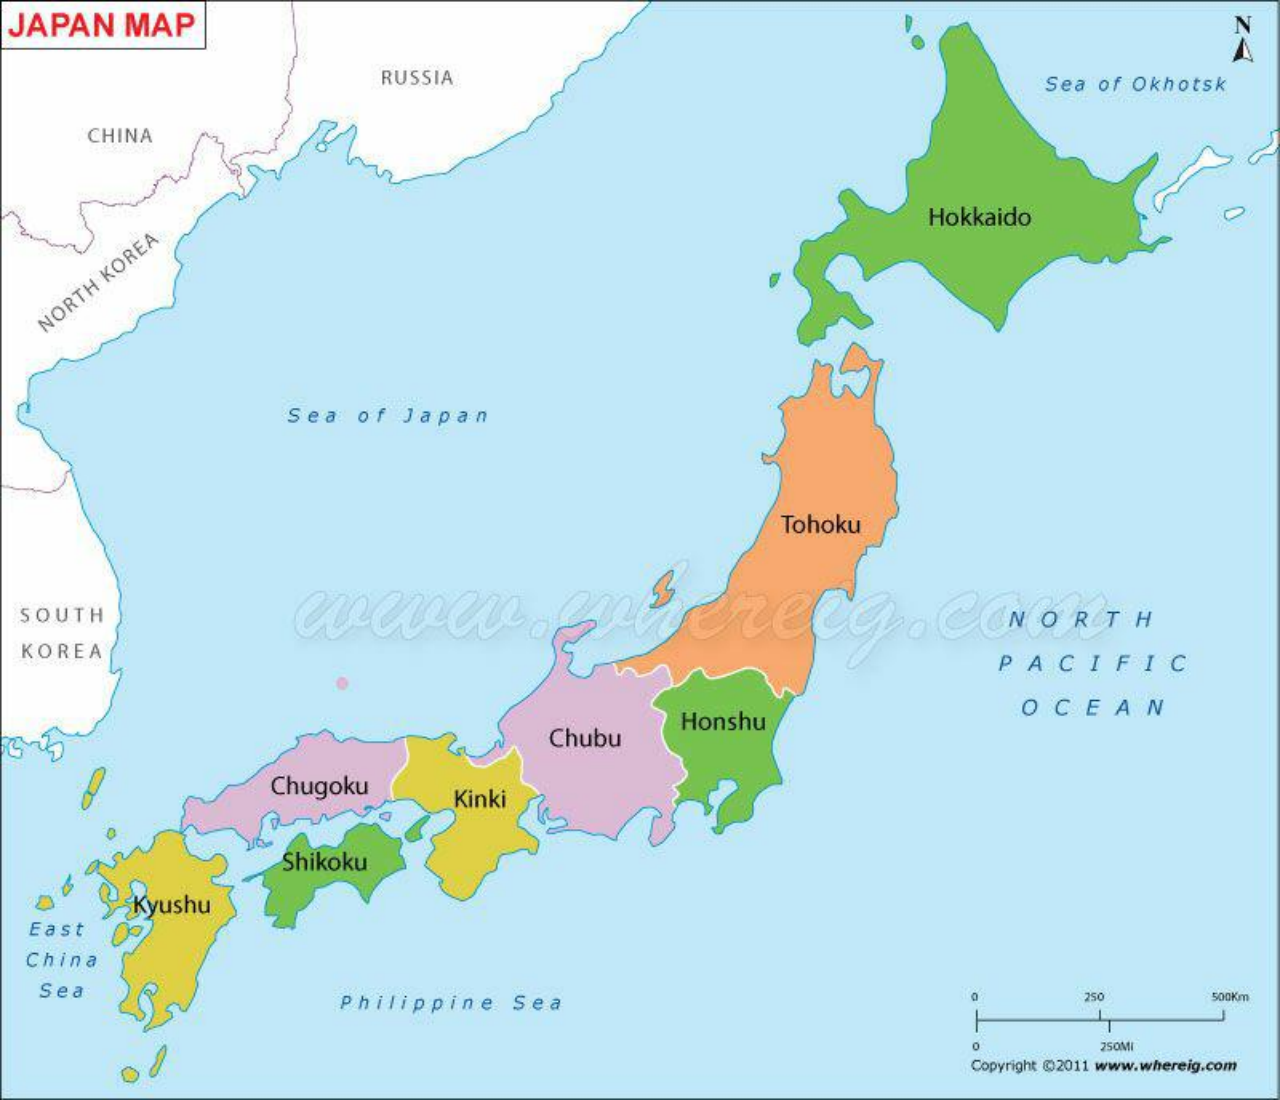 JAPAN MAP
N
RUSSIA
Sea of Okhotsk
CHINA
Hokkaido
NORTH KOREA
Sea of Japan
Tohoku
www.whereig.com
SOUTH
KOREA
NORTH
PACIFIC
OCEAN
Honshu
Chubu
Chugoku
Kinki
Shikoku
Kyushu
East
China
Sea
Philippine Sea
0 250 500Km
0 250Mi
Copyright ©2011 www.whereig.com